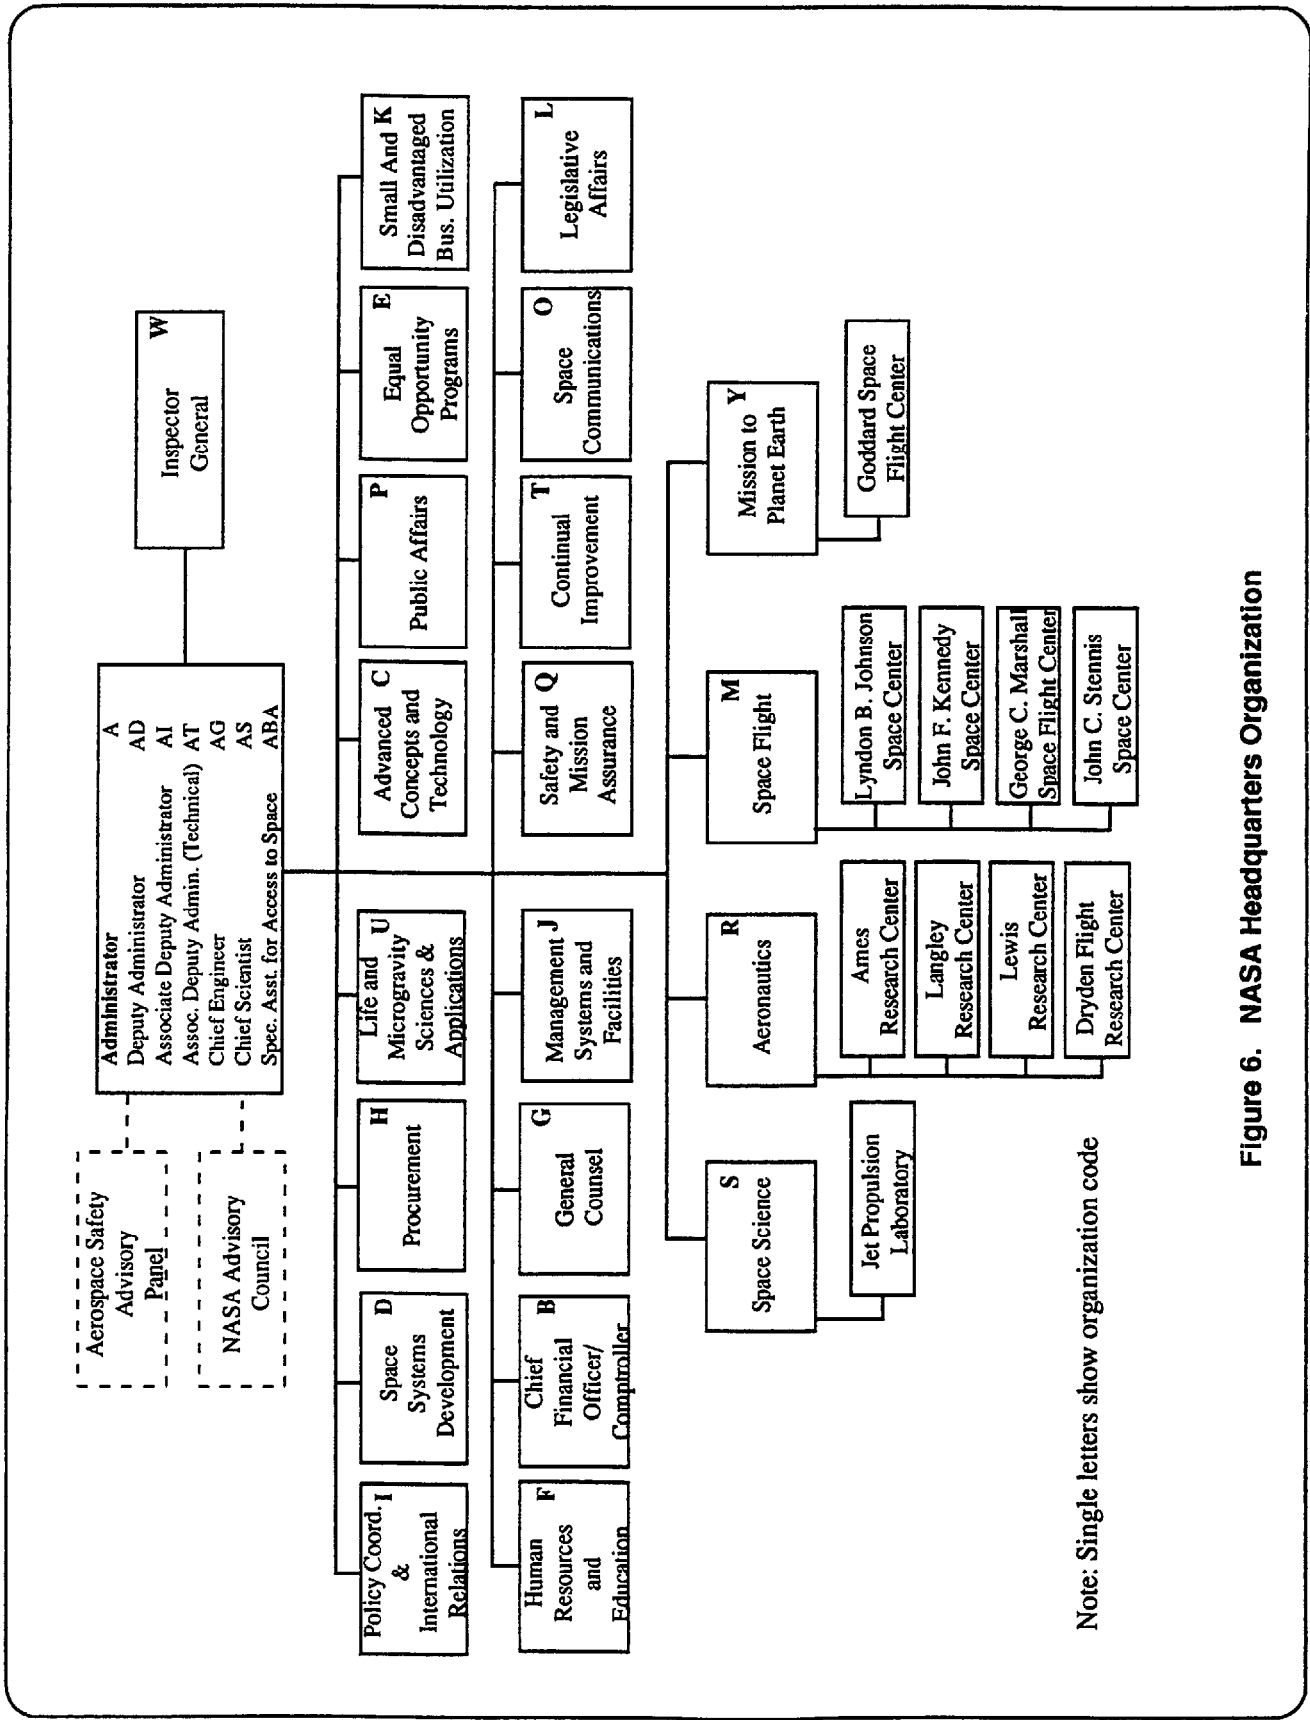 Aerospace Safety
Advisory
Panel
NASA Advisory
Council
Administrator A
Deputy Administrator AD
Associate Deputy Administrator AI
Assoc. Deputy Admin. (Technical) AT
Chief Engineer AG
Chief Scientist AS
Spec. Asst. for Access to Space ABA
W
Inspector
General
Policy Coord. I
&
International
Relations
D
Space
Systems
Development
H
Procurement
Life and U
Microgravity
Sciences &
Applications
Advanced C
Concepts and
Technology
P
Public Affairs
E
Equal
Opportunity
Programs
Small And K
Disadvantaged
Bus. Utilization
Human F
Resources
and
Education
Chief B
Financial
Officer/
Comptroller
G
General
Counsel
Management J
Systems and
Facilities
Safety and Q
Mission
Assurance
T
Continual
Improvement
O
Space
Communications
L
Legislative
Affairs
S
Space Science
Jet Propulsion
Laboratory
R
Aeronautics
Ames
Research Center
Langley
Research Center
Lewis
Research Center
Dryden Flight
Research Center
M
Space Flight
Lyndon B. Johnson
Space Center
John F. Kennedy
Space Center
George C. Marshall
Space Flight Center
John C. Stennis
Space Center
Y
Mission to
Planet Earth
Goddard Space
Flight Center
Note: Single letters show organization code
Figure 6. NASA Headquarters Organization